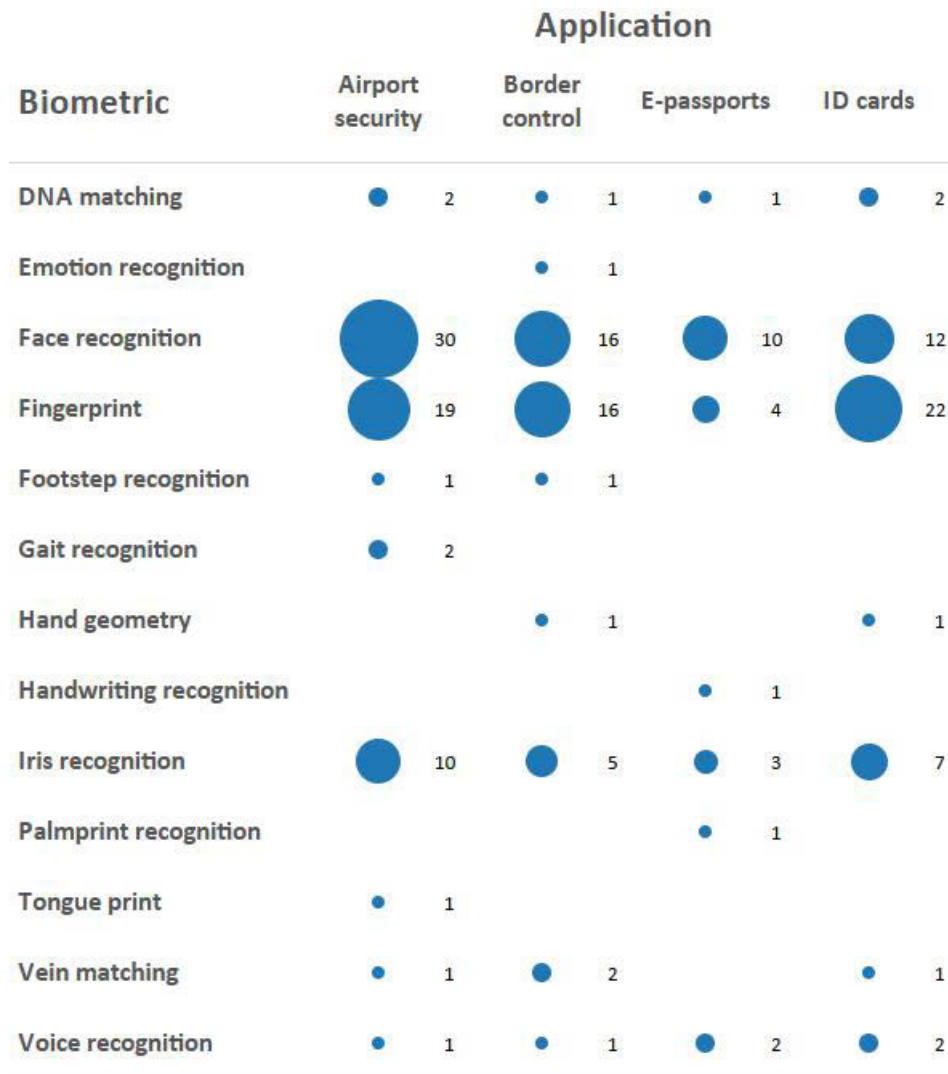 Application
Biometric Airport security Border control E-passports ID cards
DNA matching 2 1 1 2
Emotion recognition 1
Face recognition 30 16 10 12
Fingerprint 19 16 4 22
Footstep recognition 1 1
Gait recognition 2
Hand geometry 1 1
Handwriting recognition 1
Iris recognition 10 5 3 7
Palmprint recognition 1
Tongue print 1
Vein matching 1 2 1
Voice recognition 1 1 2 2